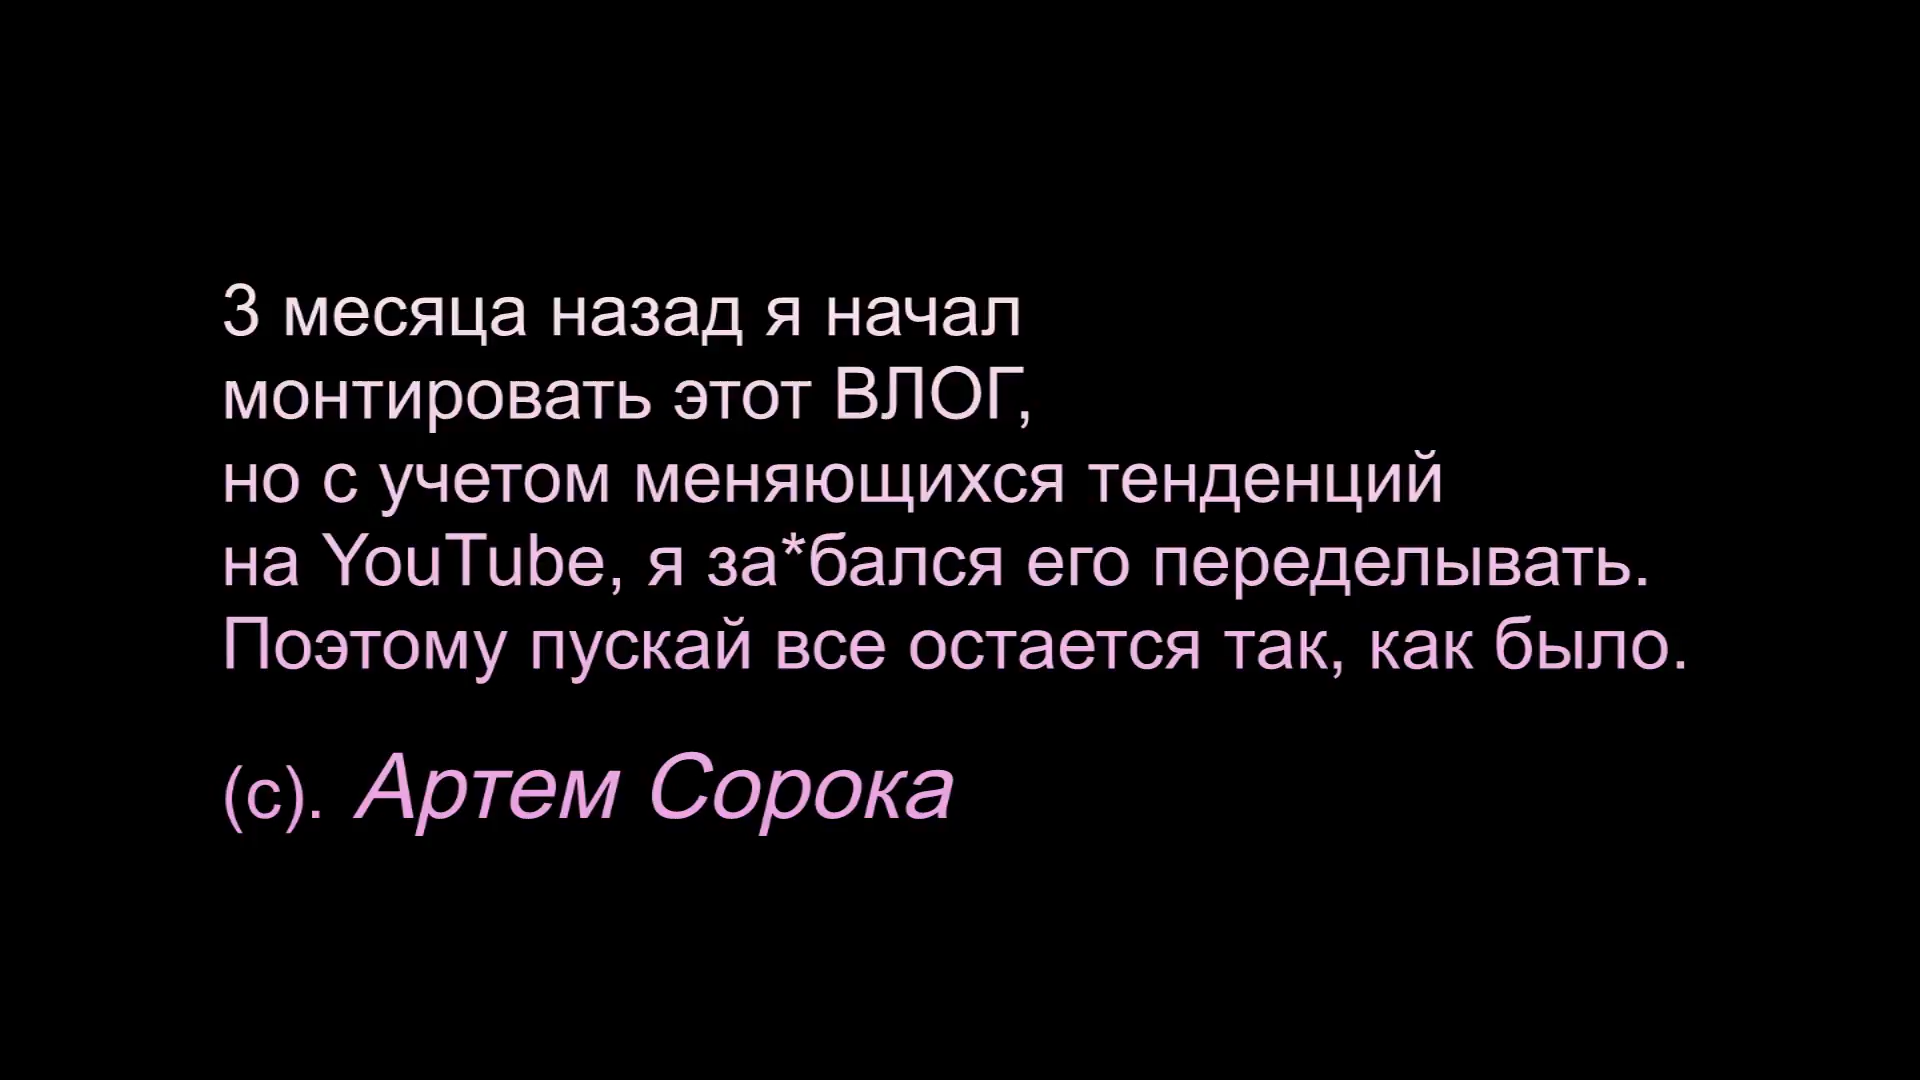 3 месяца назад я начал
монтировать этот ВЛОГ,
но с учетом меняющихся тенденций
на YouTube, я за*бался его переделывать.
Поэтому пускай все остается так, как было.
(с). Артем Сорока